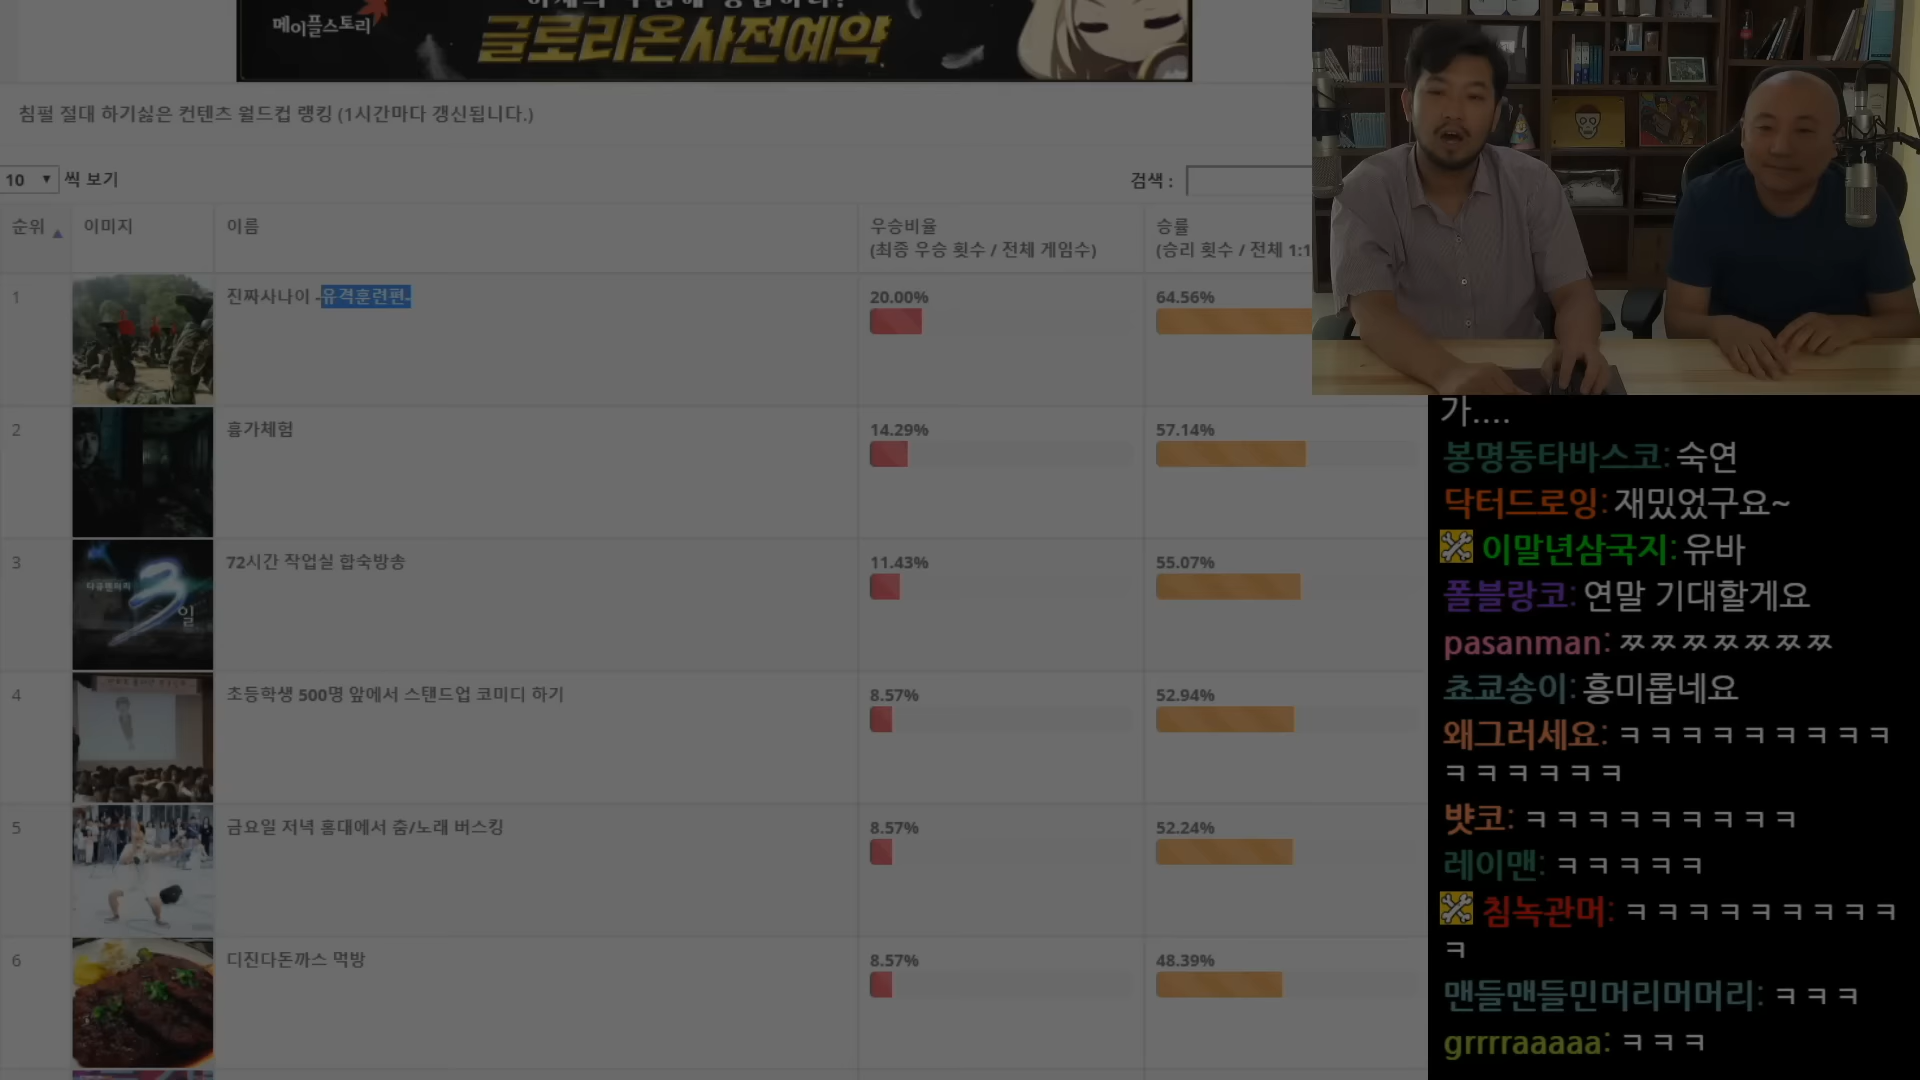 메이플스토리
글로리온사전예약
침펄 절대 하기싫은 컨텐츠 월드컵 랭킹 (1시간마다 갱신됩니다.)
10 ▼ 씩 보기
검색 :
순위 ▲ 이미지 이름 우승비율 승률
(최종 우승 횟수 / 전체 게임수) (승리 횟수 / 전체 1:1
1 진짜사나이 -유격훈련편- 20.00% 64.56%
2 흉가체험 14.29% 57.14%
3 72시간 작업실 합숙방송 11.43% 55.07%
다큐멘터리 3일
4 초등학생 500명 앞에서 스탠드업 코미디 하기 8.57% 52.94%
5 금요일 저녁 홍대에서 춤/노래 버스킹 8.57% 52.24%
6 디진다돈까스 먹방 8.57% 48.39%
가....
봉명동타바스코: 숙연
닥터드로잉: 재밌었구요~
이말년삼국지: 유바
폴블랑코: 연말 기대할게요
pasanman: ㅉㅉㅉㅉㅉㅉㅉ
쵸쿄숑이: 흥미롭네요
왜그러세요: ㅋㅋㅋㅋㅋㅋㅋㅋㅋ
ㅋㅋㅋㅋㅋㅋ
뱟코: ㅋㅋㅋㅋㅋㅋㅋㅋㅋ
레이맨: ㅋㅋㅋㅋㅋ
침녹관머: ㅋㅋㅋㅋㅋㅋㅋㅋㅋ
ㅋ
맨들맨들민머리머머리: ㅋㅋㅋ
grrrraaaaa: ㅋㅋㅋ